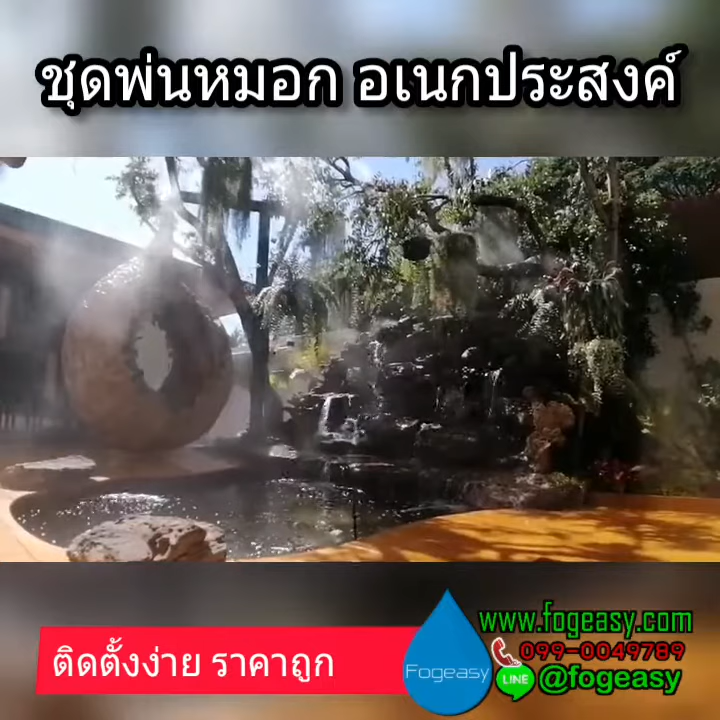 ชุดพ่นหมอก อเนกประสงค์
ติดตั้งง่าย ราคาถูก
Fogeasy
www.fogeasy.com
099-0049789
LINE @fogeasy